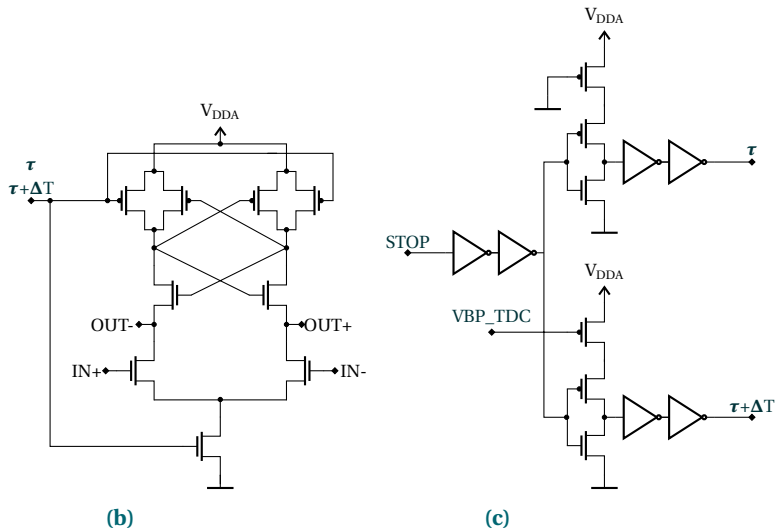 V_DDA
τ
τ+ΔT
OUT-
OUT+
IN+
IN-
(b)
V_DDA
τ
STOP
V_DDA
VBP_TDC
τ+ΔT
(c)